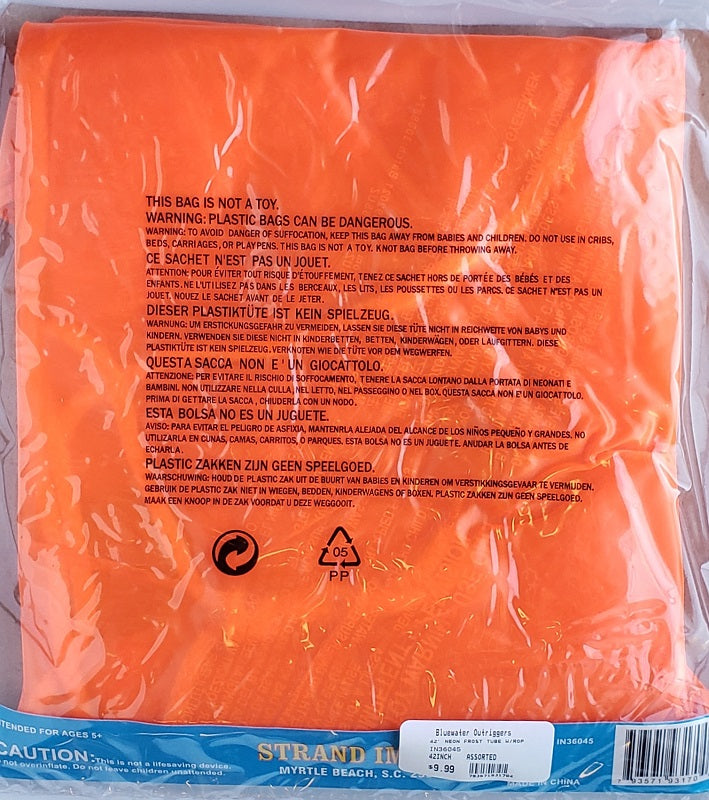 THIS BAG IS NOT A TOY.
WARNING: PLASTIC BAGS CAN BE DANGEROUS.
WARNING: TO AVOID DANGER OF SUFFOCATION, KEEP THIS BAG AWAY FROM BABIES AND CHILDREN. DO NOT USE IN CRIBS,
BEDS, CARRIAGES, OR PLAYPENS. THIS BAG IS NOT A TOY. KNOT BAG BEFORE THROWING AWAY.
CE SACHET N'EST PAS UN JOUET.
ATTENTION: POUR ÉVITER TOUT RISQUE D'ÉTOUFFEMENT, TENEZ CE SACHET HORS DE PORTÉE DES BÉBÉS ET DES
ENFANTS. NE L'UTILISEZ PAS DANS LES BERCEAUX, LES LITS, LES POUSSETTES OU LES PARCS. CE SACHET N'EST PAS UN
JOUET. NOUEZ LE SACHET AVANT DE LE JETER.
DIESER PLASTIKTÜTE IST KEIN SPIELZEUG.
WARNUNG: UM ERSTICKUNGSGEFAHR ZU VERMEIDEN, LASSEN SIE DIESE TÜTE NICHT IN REICHWEITE VON BABYS UND
KINDERN. VERWENDEN SIE DIESE NICHT IN KINDERBETTEN, BETTEN, KINDERWAGEN, ODER LAUFGITTERN. DIESE
PLASTIKTÜTE IST KEIN SPIELZEUG. VERKNOTEN WIE DIE TÜTE VOR DEM WEGWERFEN.
QUESTA SACCA NON E' UN GIOCATTOLO.
ATTENZIONE: PER EVITARE IL RISCHIO DI SOFFOCAMENTO, TENERE LA SACCA LONTANO DALLA PORTATA DI NEONATI E
BAMBINI. NON UTILIZZARE NELLA CULLA, NEL LETTO, NEL PASSEGGINO O NEL BOX. QUESTA SACCA NON E'UN GIOCATTOLO.
PRIMA DI GETTARE LA SACCA, CHIUDERLA CON UN NODO.
ESTA BOLSA NO ES UN JUGUETE.
AVISO: PARA EVITAR EL PELIGRO DE ASFIXIA, MANTENRLA ALEJADA DEL ALCANCE DE LOS NIÑOS PEQUEÑO Y GRANDES. NO
UTILIZARLA EN CUNAS, CAMAS, CARRITOS, O PARQUES. ESTA BOLSA NO ES UN JUGUETE. ANUDAR LA BOLSA ANTES DE
ECHARLA.
PLASTIC ZAKKEN ZIJN GEEN SPEELGOED.
WAARSCHUWING: HOUD DE PLASTIC ZAK UIT DE BUURT VAN BABIES EN KINDEREN OM VERSTIKKINGSGEVAAR TE VERMIJDEN.
GEBRUIK DE PLASTIC ZAK NIET IN WIEGEN, BEDDEN, KINDERWAGENS OF BOXEN. PLASTIC ZAKKEN ZIJN GEEN SPEELGOED.
MAAK EEN KNOOP IN DE ZAK VOORDAT U DEZE WEGGOOIT.
05
PP
TENDED FOR AGES 5+
CAUTION: This is not a lifesaving device.
not overinflate. Do not leave children unattended.
STRAND IM
MYRTLE BEACH, S.C.
Bluewater Outriggers
42" NEON FROST TUBE W/ROP
IN36045
42INCH ASSORTED
$9.99
IN36045
MADE IN CHINA
93571 93170